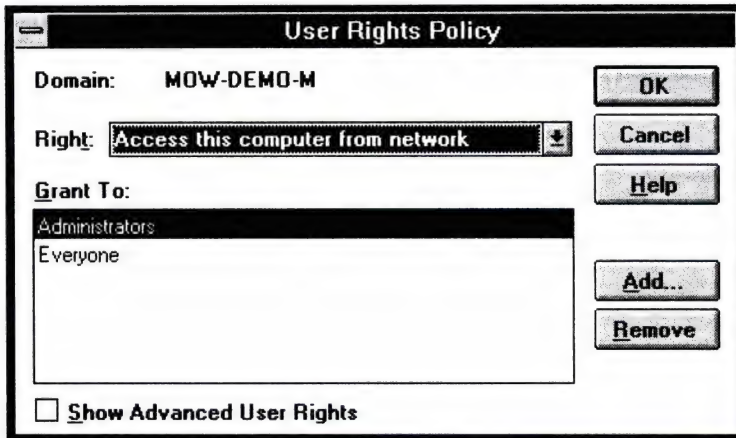 User Rights Policy
Domain: MOW-DEMO-M
Right: Access this computer from network
Grant To:
Administrators
Everyone
Show Advanced User Rights
OK
Cancel
Help
Add...
Remove